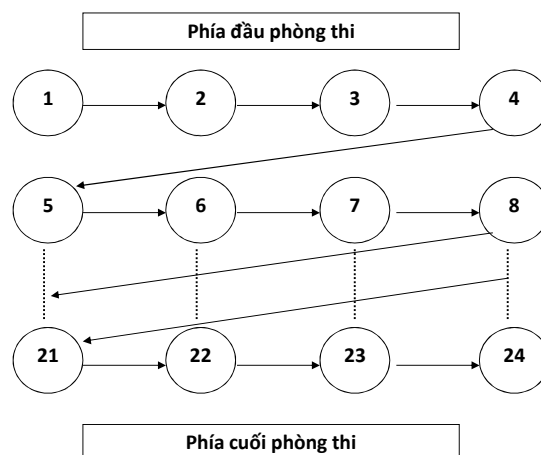 Phía đầu phòng thi
1 2 3 4
5 6 7 8
21 22 23 24
Phía cuối phòng thi